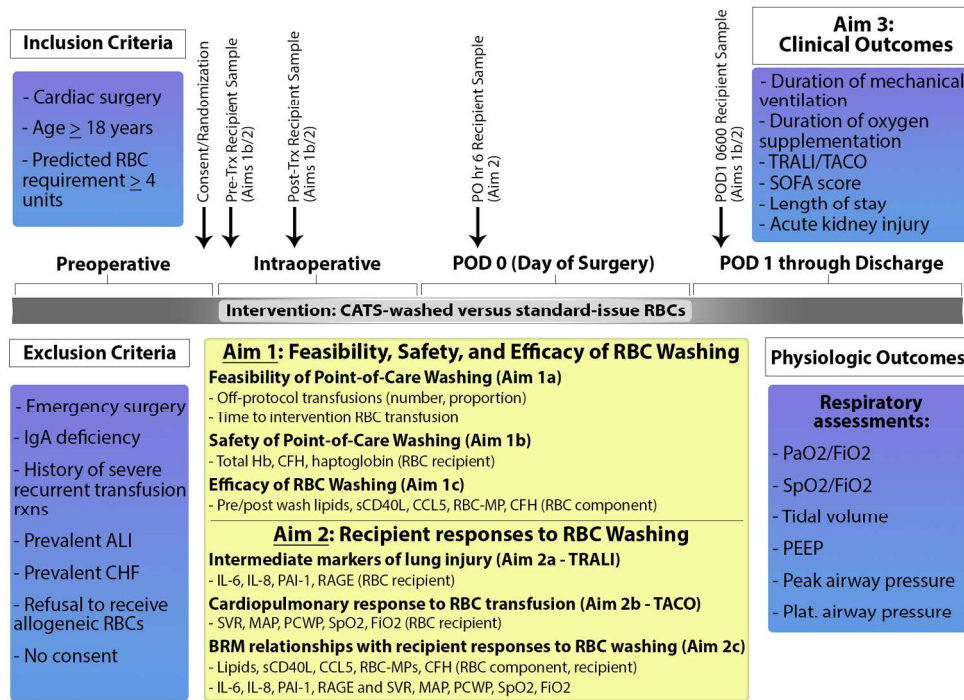 Inclusion Criteria
- Cardiac surgery
- Age ≥ 18 years
- Predicted RBC
requirement ≥ 4
units
Consent/Randomization
Pre-Trx Recipient Sample
(Aims 1b/2)
Post-Trx Recipient Sample
(Aims 1b/2)
PO hr 6 Recipient Sample
(Aim 2)
POD1 0600 Recipient Sample
(Aims 1b/2)
Aim 3:
Clinical Outcomes
- Duration of mechanical
ventilation
- Duration of oxygen
supplementation
- TRALI/TACO
- SOFA score
- Length of stay
- Acute kidney injury
Preoperative
Intraoperative
POD 0 (Day of Surgery)
POD 1 through Discharge
Intervention: CATS-washed versus standard-issue RBCs
Exclusion Criteria
- Emergency surgery
- IgA deficiency
- History of severe
recurrent transfusion
rxns
- Prevalent ALI
- Prevalent CHF
- Refusal to receive
allogeneic RBCs
- No consent
Aim 1: Feasibility, Safety, and Efficacy of RBC Washing
Feasibility of Point-of-Care Washing (Aim 1a)
- Off-protocol transfusions (number, proportion)
- Time to intervention RBC transfusion
Safety of Point-of-Care Washing (Aim 1b)
- Total Hb, CFH, haptoglobin (RBC recipient)
Efficacy of RBC Washing (Aim 1c)
- Pre/post wash lipids, sCD40L, CCL5, RBC-MP, CFH (RBC component)
Aim 2: Recipient responses to RBC Washing
Intermediate markers of lung injury (Aim 2a - TRALI)
- IL-6, IL-8, PAI-1, RAGE (RBC recipient)
Cardiopulmonary response to RBC transfusion (Aim 2b - TACO)
- SVR, MAP, PCWP, SpO2, FiO2 (RBC recipient)
BRM relationships with recipient responses to RBC washing (Aim 2c)
- Lipids, sCD40L, CCL5, RBC-MPs, CFH (RBC component, recipient)
- IL-6, IL-8, PAI-1, RAGE and SVR, MAP, PCWP, SpO2, FiO2
Physiologic Outcomes
Respiratory
assessments:
- PaO2/FiO2
- SpO2/FiO2
- Tidal volume
- PEEP
- Peak airway pressure
- Plat. airway pressure